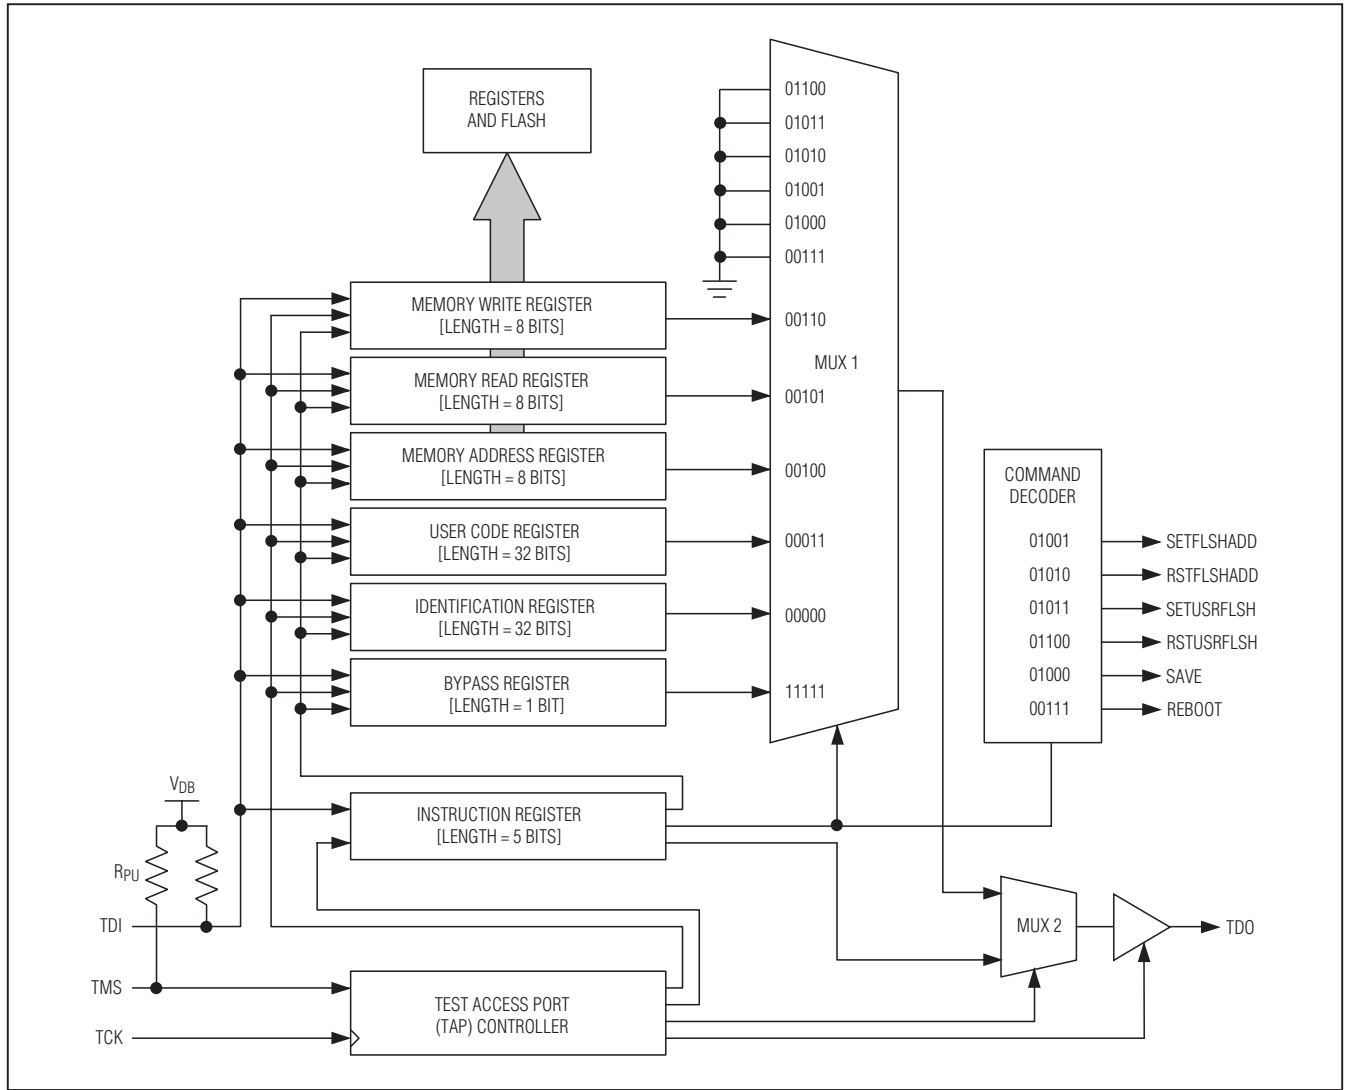 REGISTERS
AND FLASH
01100
01011
01010
01001
01000
00111
MEMORY WRITE REGISTER
[LENGTH = 8 BITS]
00110
MUX 1
MEMORY READ REGISTER
[LENGTH = 8 BITS]
00101
MEMORY ADDRESS REGISTER
[LENGTH = 8 BITS]
00100
USER CODE REGISTER
[LENGTH = 32 BITS]
00011
IDENTIFICATION REGISTER
[LENGTH = 32 BITS]
00000
BYPASS REGISTER
[LENGTH = 1 BIT]
11111
COMMAND
DECODER
01001 SETFLSHADD
01010 RSTFLSHADD
01011 SETUSRFLSH
01100 RSTUSRFLSH
01000 SAVE
00111 REBOOT
VDB
RPU
INSTRUCTION REGISTER
[LENGTH = 5 BITS]
TDI
MUX 2
TDO
TMS
TEST ACCESS PORT
(TAP) CONTROLLER
TCK